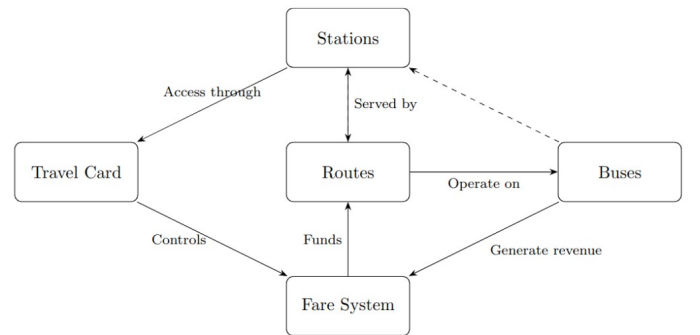 Stations
Access through
Served by
Travel Card
Routes
Operate on
Buses
Controls
Funds
Generate revenue
Fare System